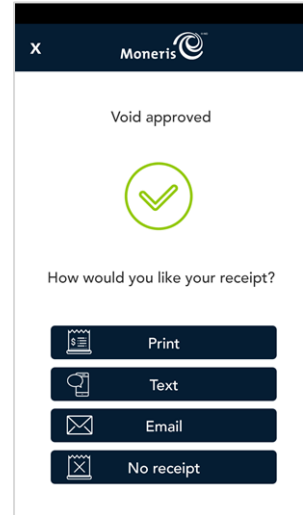 X
Moneris
Void approved
How would you like your receipt?
Print
Text
Email
No receipt